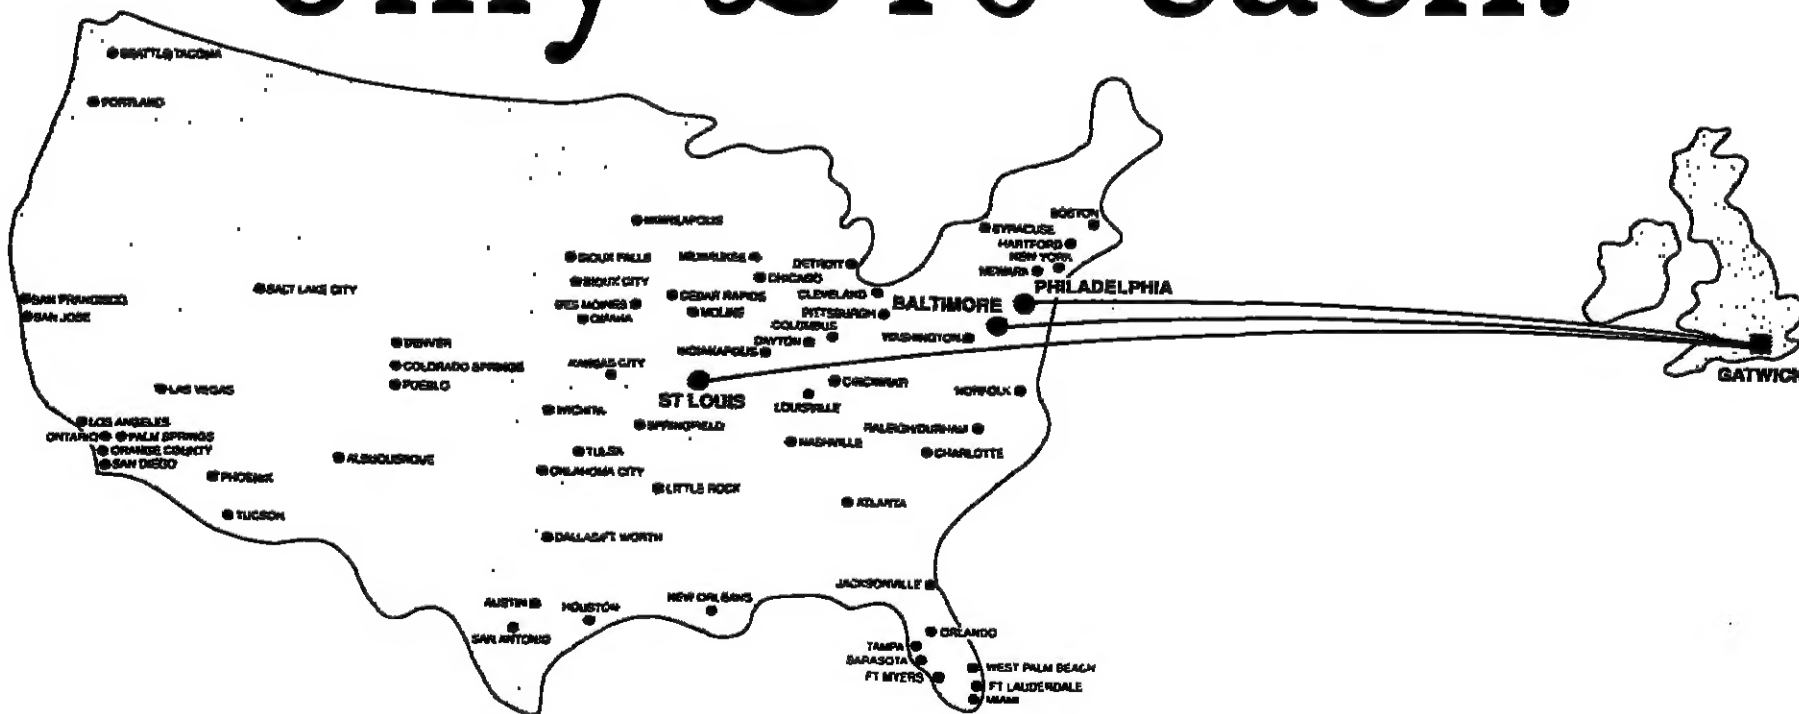 only £10 each.
SEATTLE TACOMA
PORTLAND
MINNEAPOLIS
BOSTON
SYRACUSE
HARTFORD
NEW YORK
NEWARK
SIOUX FALLS
MILWAUKEE
DETROIT
CHICAGO
SIOUX CITY
SALT LAKE CITY
CEDAR RAPIDS
CLEVELAND
PHILADELPHIA
BALTIMORE
SAN FRANCISCO
DES MOINES
MOLINE
PITTSBURGH
SAN JOSE
OMAHA
COLUMBUS
DAYTON
WASHINGTON
DENVER
INDIANAPOLIS
GATWICK
COLORADO SPRINGS
KANSAS CITY
PUEBLO
CINCINNATI
LAS VEGAS
ST LOUIS
LOUISVILLE
NORFOLK
WICHITA
LOS ANGELES
SPRINGFIELD
RALEIGH/DURHAM
ONTARIO
PALM SPRINGS
NASHVILLE
ORANGE COUNTY
TULSA
CHARLOTTE
SAN DIEGO
ALBUQUERQUE
OKLAHOMA CITY
PHOENIX
LITTLE ROCK
ATLANTA
TUCSON
DALLAS/FT WORTH
JACKSONVILLE
AUSTIN
HOUSTON
NEW ORLEANS
SAN ANTONIO
ORLANDO
TAMPA
SARASOTA
WEST PALM BEACH
FT MYERS
FT LAUDERDALE
MIAMI